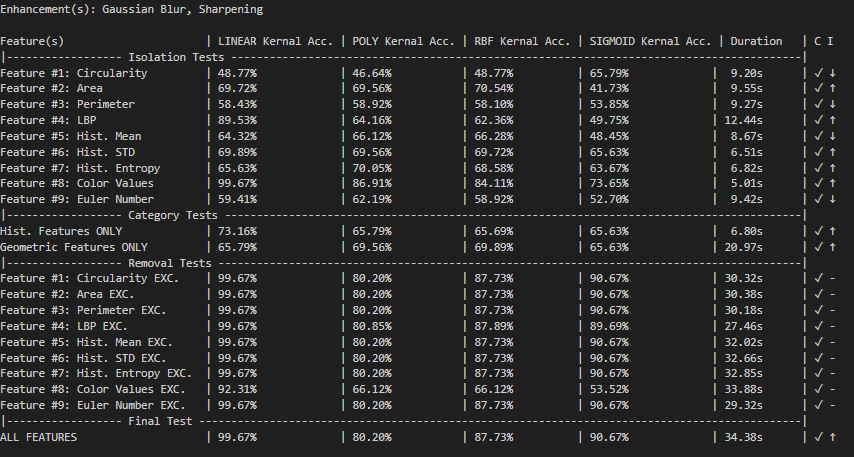 Enhancement(s): Gaussian Blur, Sharpening
Feature(s) | LINEAR Kernal Acc. | POLY Kernal Acc. | RBF Kernal Acc. | SIGMOID Kernal Acc. | Duration | C I
|------------------ Isolation Tests ----------------------------------------------------------------------------------------|
Feature #1: Circularity | 48.77% | 46.64% | 48.77% | 65.79% | 9.20s | ✓ ↓
Feature #2: Area | 69.72% | 69.56% | 70.54% | 41.73% | 9.55s | ✓ ↑
Feature #3: Perimeter | 58.43% | 58.92% | 58.10% | 53.85% | 9.27s | ✓ ↓
Feature #4: LBP | 89.53% | 64.16% | 62.36% | 49.75% | 12.44s | ✓ ↑
Feature #5: Hist. Mean | 64.32% | 66.12% | 66.28% | 48.45% | 8.67s | ✓ ↓
Feature #6: Hist. STD | 69.89% | 69.56% | 69.72% | 65.63% | 6.51s | ✓ ↑
Feature #7: Hist. Entropy | 65.63% | 70.05% | 68.58% | 63.67% | 6.82s | ✓ ↑
Feature #8: Color Values | 99.67% | 86.91% | 84.11% | 73.65% | 5.01s | ✓ ↑
Feature #9: Euler Number | 59.41% | 62.19% | 58.92% | 52.70% | 9.42s | ✓ ↓
|------------------ Category Tests -----------------------------------------------------------------------------------------|
Hist. Features ONLY | 73.16% | 65.79% | 65.69% | 65.63% | 6.80s | ✓ ↑
Geometric Features ONLY | 65.79% | 69.56% | 69.89% | 65.63% | 20.97s | ✓ ↑
|------------------ Removal Tests ------------------------------------------------------------------------------------------|
Feature #1: Circularity EXC. | 99.67% | 80.20% | 87.73% | 90.67% | 30.32s | ✓ -
Feature #2: Area EXC. | 99.67% | 80.20% | 87.73% | 90.67% | 30.38s | ✓ -
Feature #3: Perimeter EXC. | 99.67% | 80.20% | 87.73% | 90.67% | 30.18s | ✓ -
Feature #4: LBP EXC. | 99.67% | 80.85% | 87.89% | 89.69% | 27.46s | ✓ -
Feature #5: Hist. Mean EXC. | 99.67% | 80.20% | 87.73% | 90.67% | 32.02s | ✓ -
Feature #6: Hist. STD EXC. | 99.67% | 80.20% | 87.73% | 90.67% | 32.66s | ✓ -
Feature #7: Hist. Entropy EXC. | 99.67% | 80.20% | 87.73% | 90.67% | 32.85s | ✓ -
Feature #8: Color Values EXC. | 92.31% | 66.12% | 66.12% | 53.52% | 33.88s | ✓ -
Feature #9: Euler Number EXC. | 99.67% | 80.20% | 87.73% | 90.67% | 29.32s | ✓ -
|------------------ Final Test ---------------------------------------------------------------------------------------------|
ALL FEATURES | 99.67% | 80.20% | 87.73% | 90.67% | 34.38s | ✓ ↑